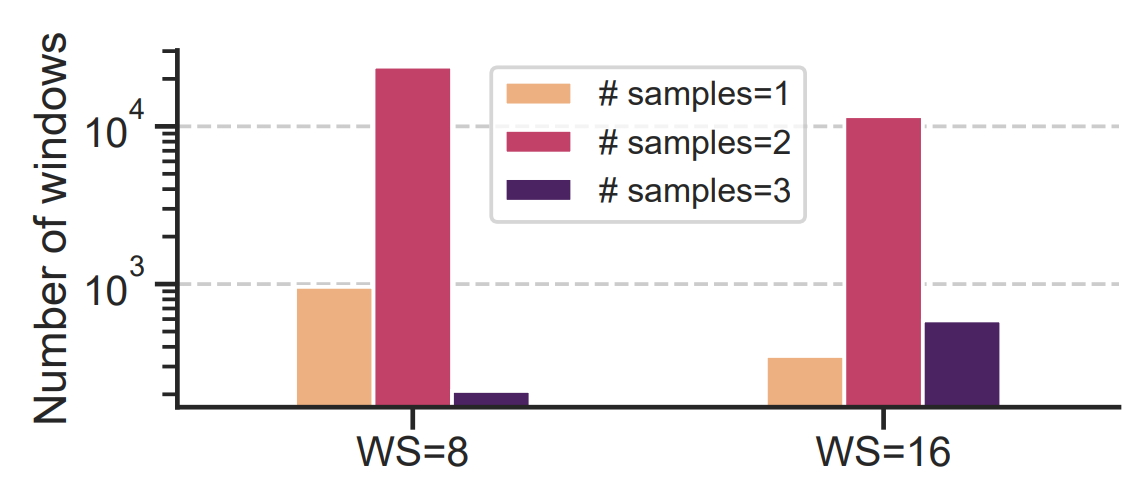 Number of windows
10^4
10^3
# samples=1
# samples=2
# samples=3
WS=8
WS=16